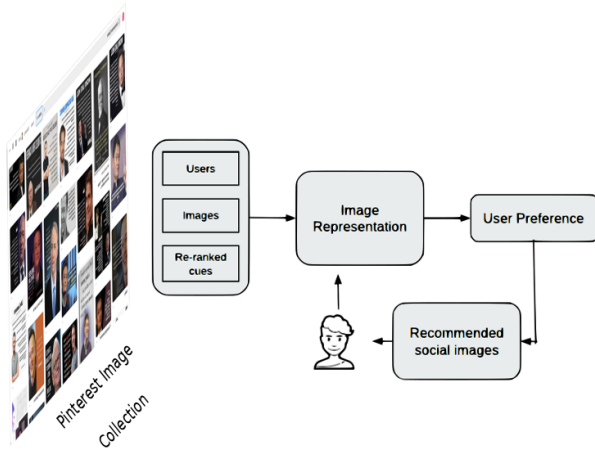 Users
Images
Re-ranked
cues
Image
Representation
User Preference
Recommended
social images
Pinterest Image
Collection